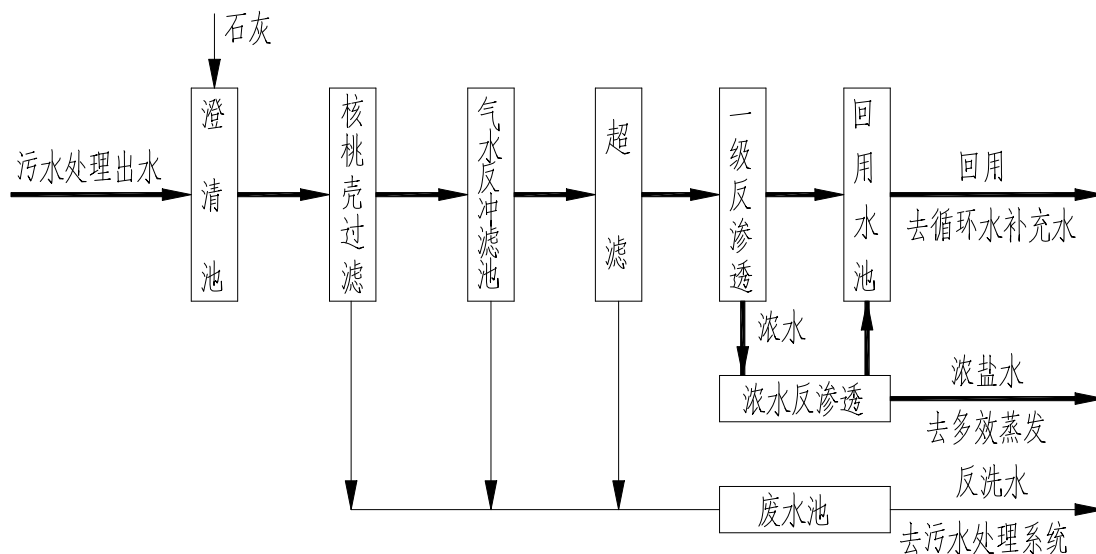 石灰
污水处理出水
澄清池
核桃壳过滤
气水反冲滤池
超滤
一级反渗透
回用水池
回用
去循环水补充水
浓水
浓水反渗透
浓盐水
去多效蒸发
废水池
反洗水
去污水处理系统